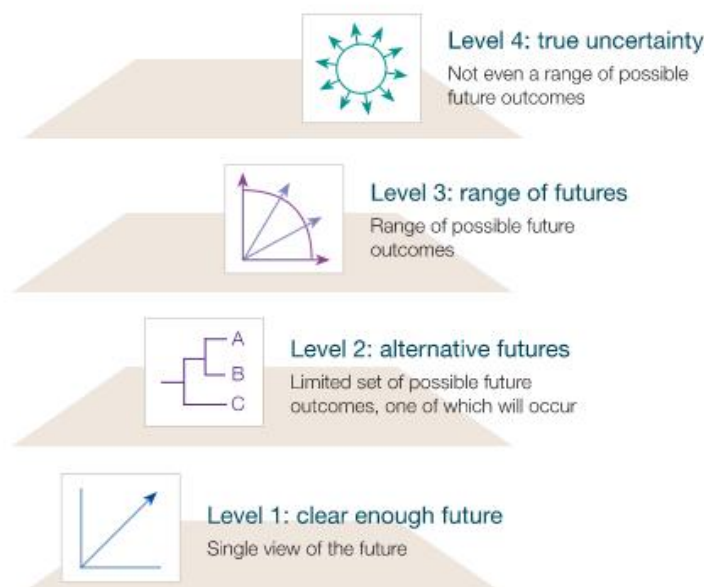 Level 4: true uncertainty
Not even a range of possible
future outcomes
Level 3: range of futures
Range of possible future
outcomes
A
B
C
Level 2: alternative futures
Limited set of possible future
outcomes, one of which will occur
Level 1: clear enough future
Single view of the future